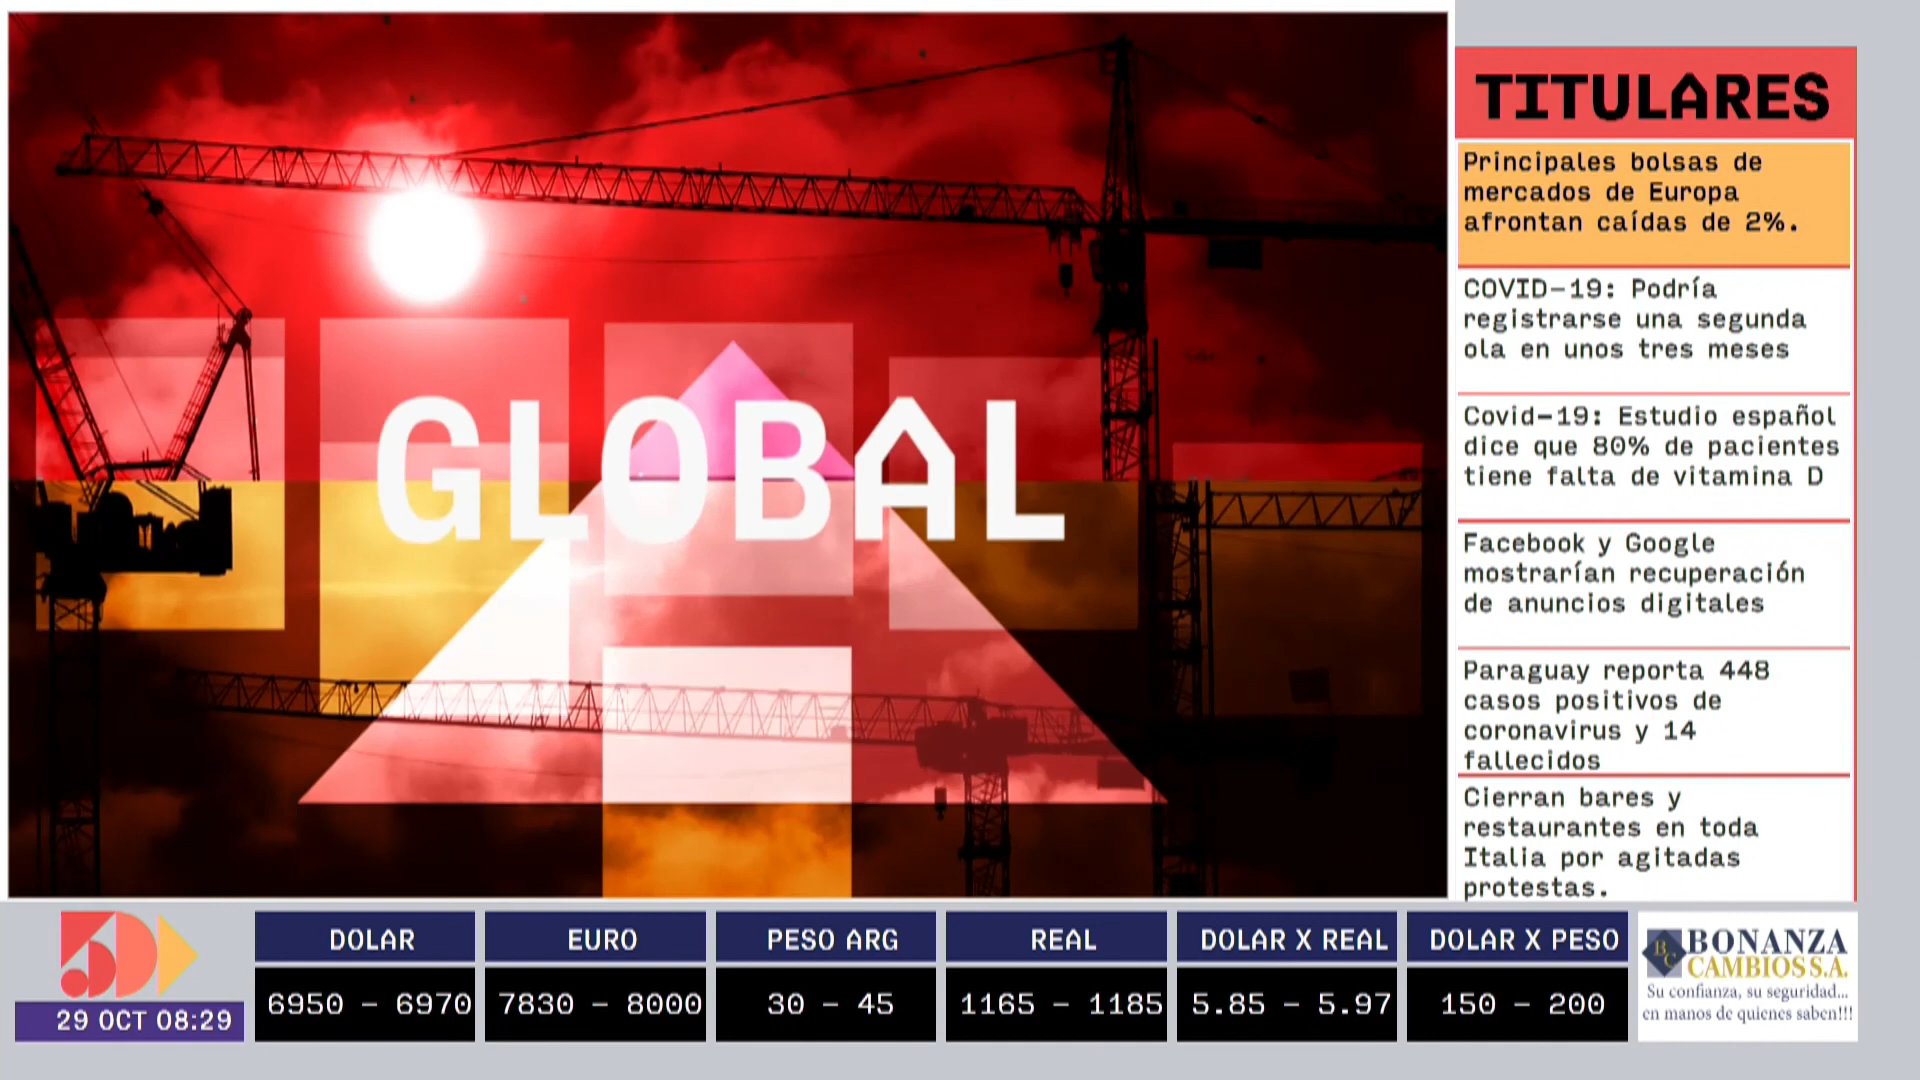 GLOBAL
TITULARES
Principales bolsas de
mercados de Europa
afrontan caídas de 2%.
COVID-19: Podría
registrarse una segunda
ola en unos tres meses
Covid-19: Estudio español
dice que 80% de pacientes
tiene falta de vitamina D
Facebook y Google
mostrarían recuperación
de anuncios digitales
Paraguay reporta 448
casos positivos de
coronavirus y 14
fallecidos
Cierran bares y
restaurantes en toda
Italia por agitadas
protestas.
5D
29 OCT 08:29
DOLAR
6950 - 6970
EURO
7830 - 8000
PESO ARG
30 - 45
REAL
1165 - 1185
DOLAR X REAL
5.85 - 5.97
DOLAR X PESO
150 - 200
BC
BONANZA
CAMBIOS S.A.
Su confianza, su seguridad...
en manos de quienes saben!!!